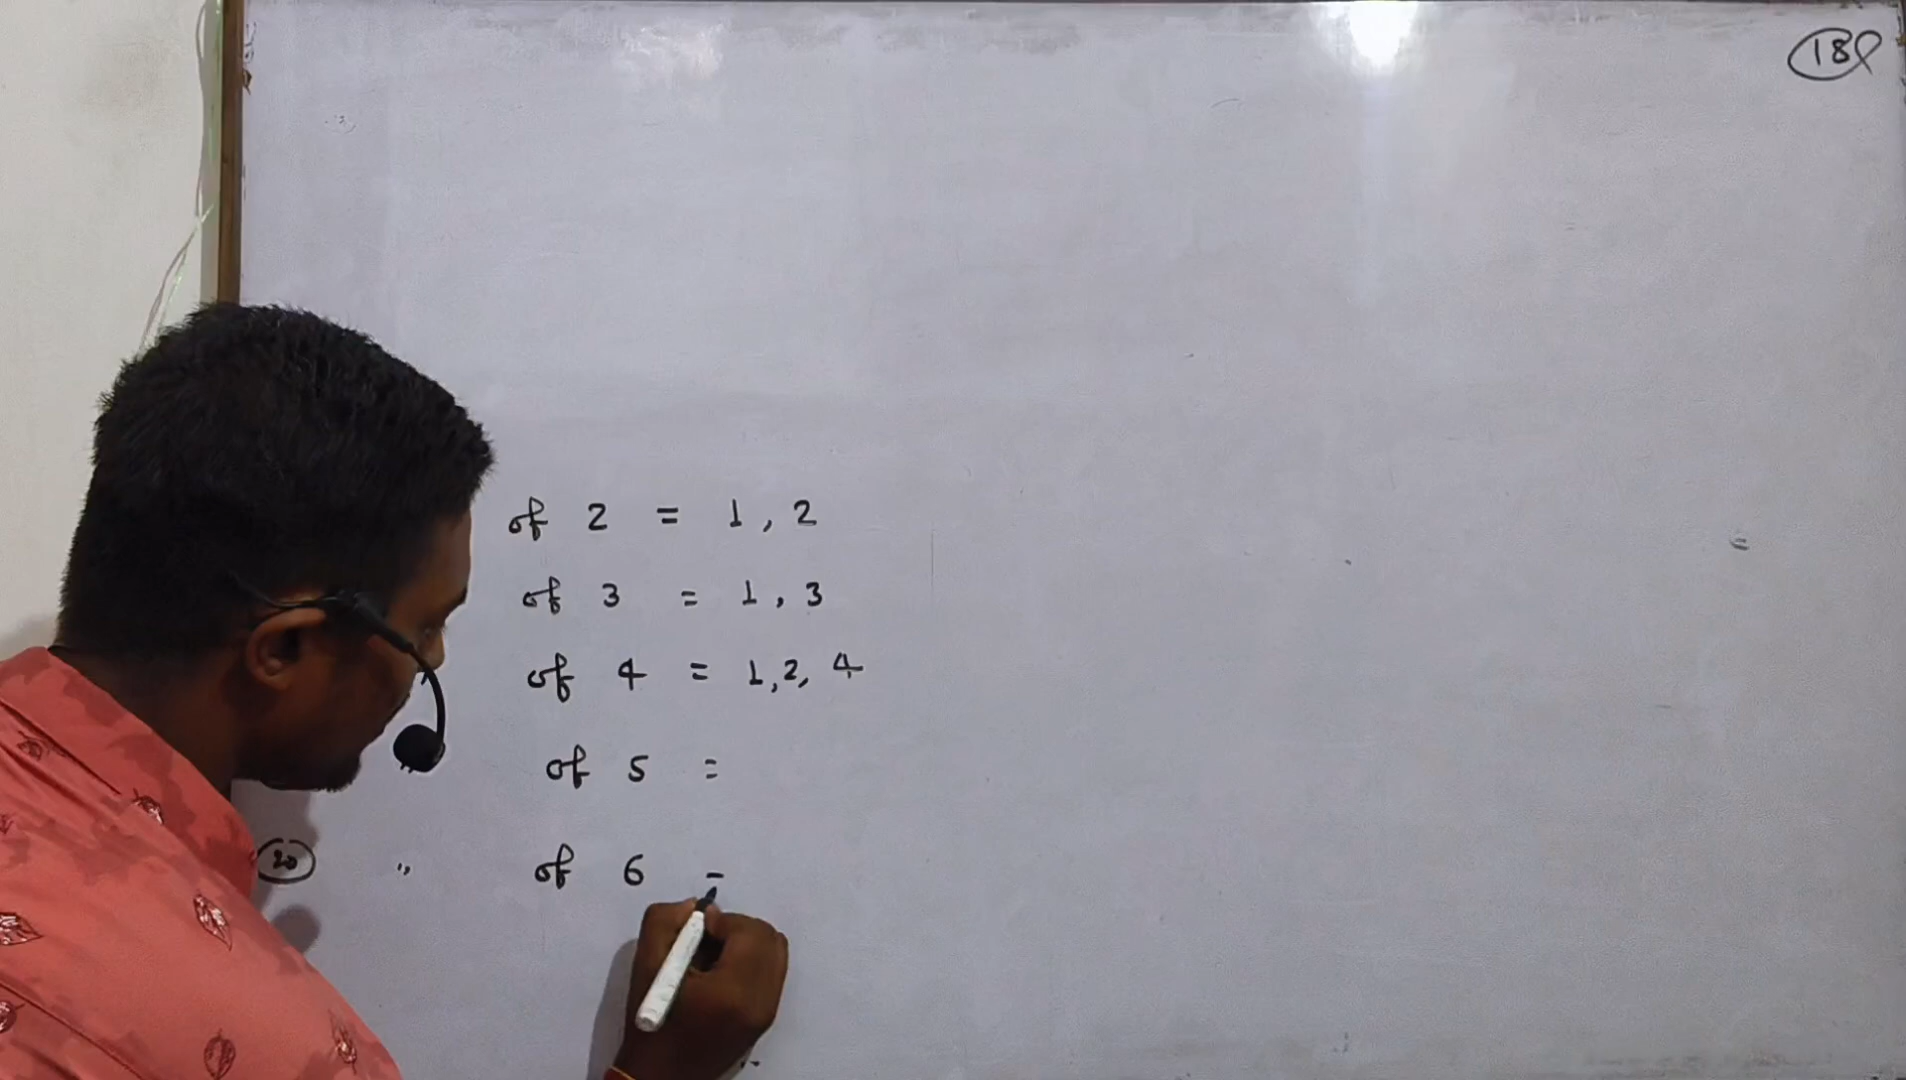 18
of 2 = 1, 2
of 3 = 1, 3
of 4 = 1, 2, 4
of 5 =
20 " of 6 -